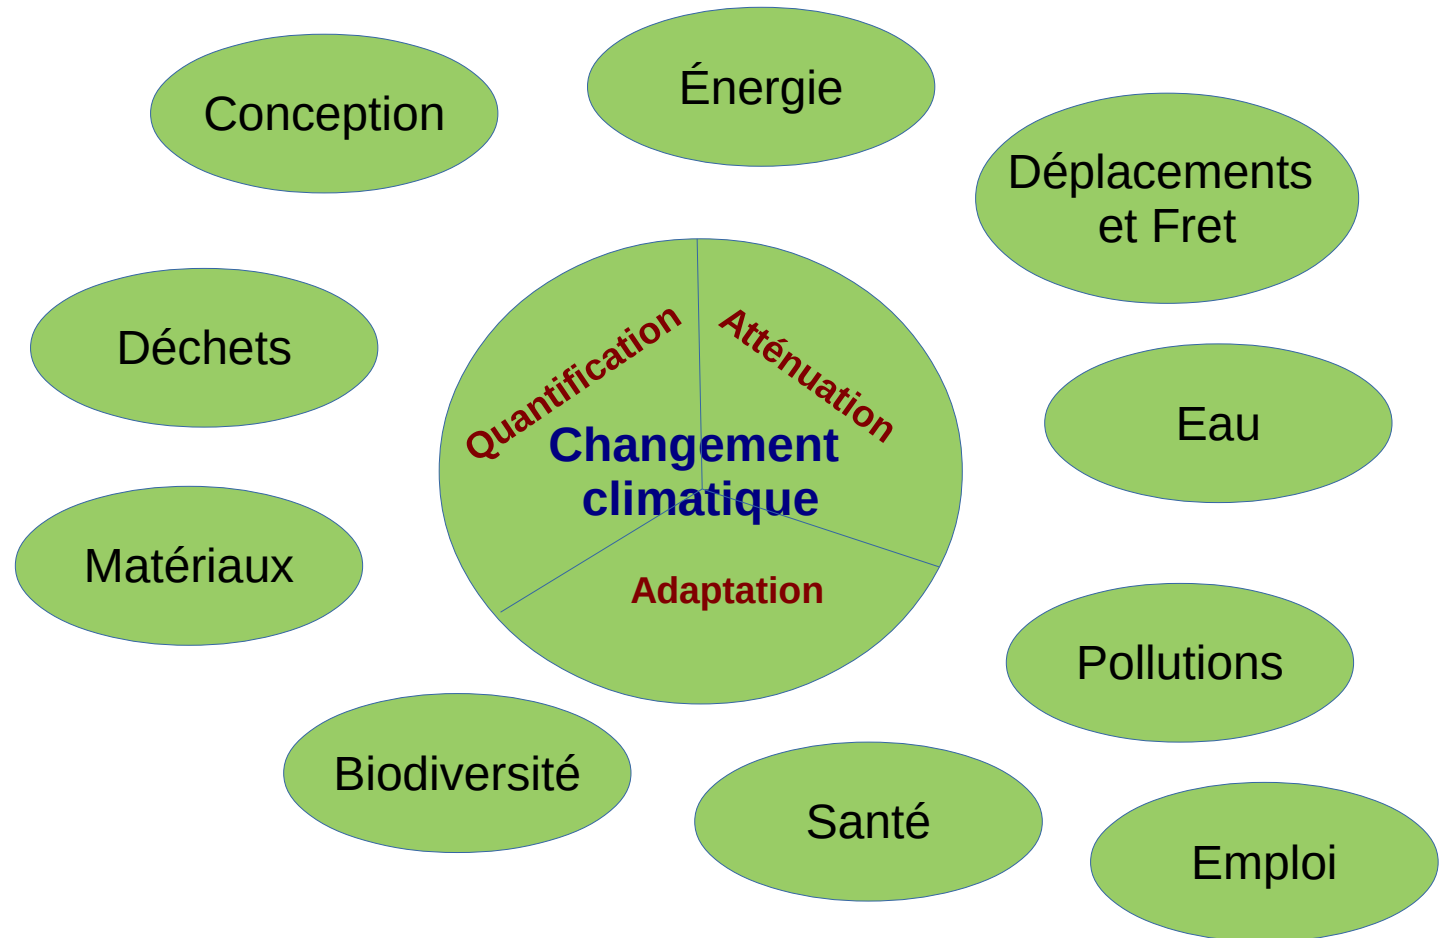 Conception
Énergie
Déplacements
et Fret
Déchets
Quantification
Atténuation
Changement
climatique
Adaptation
Eau
Matériaux
Pollutions
Biodiversité
Santé
Emploi